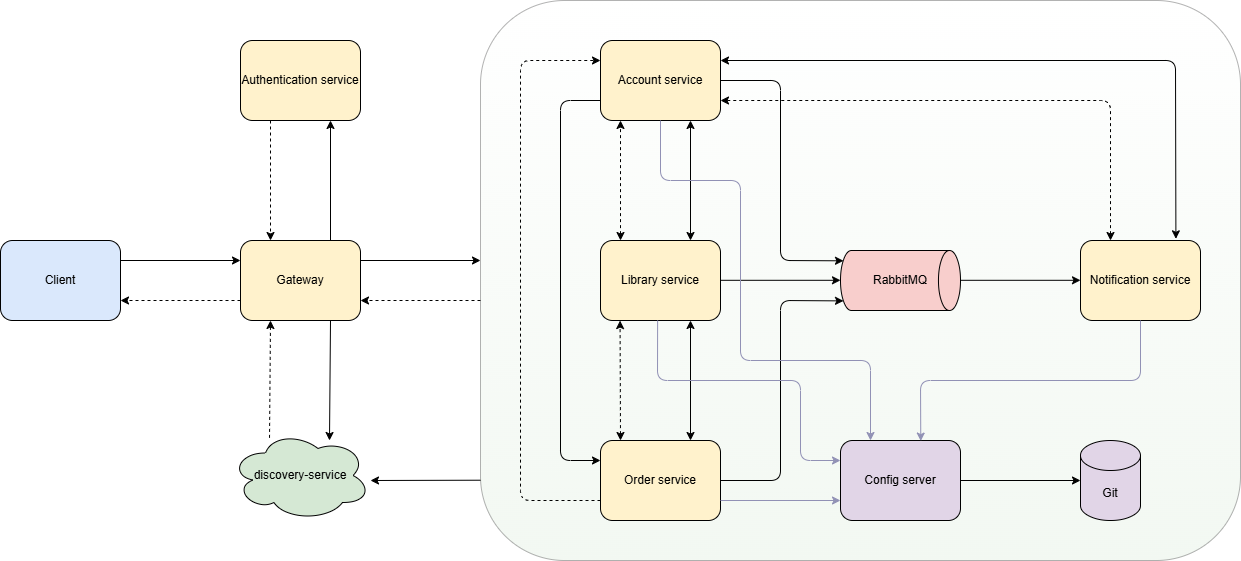 Authentication service
Account service
Client
Gateway
Library service
RabbitMQ
Notification service
discovery-service
Order service
Config server
Git